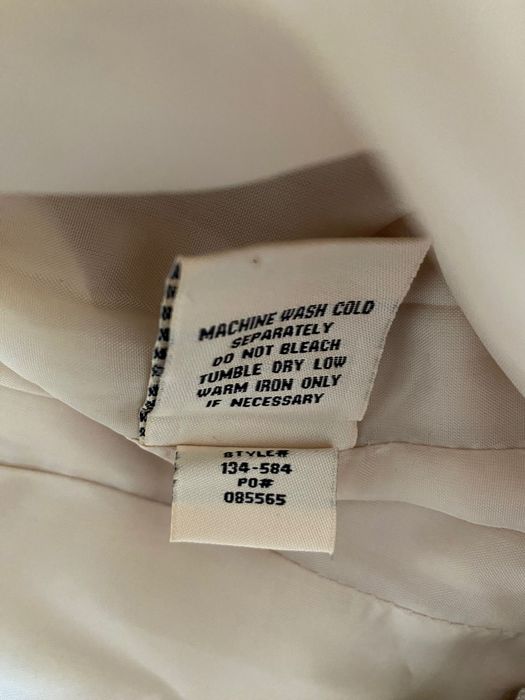 MACHINE WASH COLD
SEPARATELY
DO NOT BLEACH
TUMBLE DRY LOW
WARM IRON ONLY
IF NECESSARY
STYLE#
134-584
PO#
085565